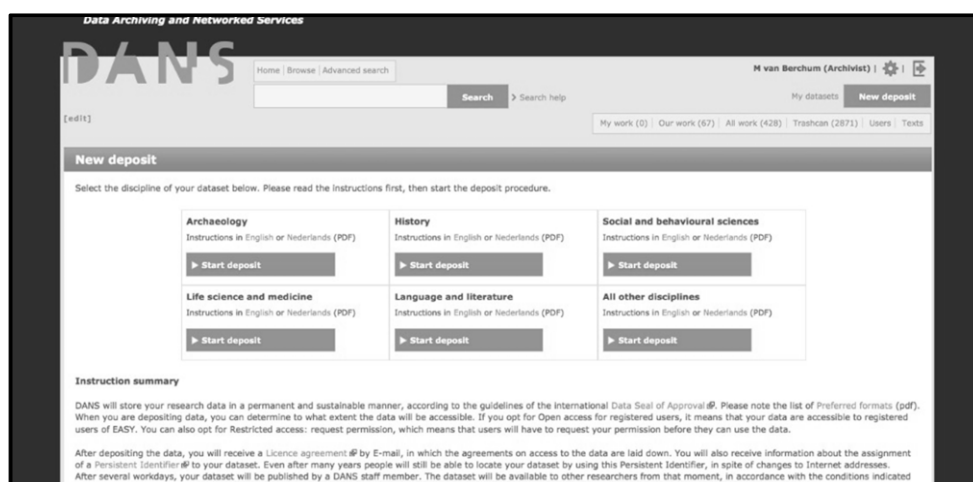 Data Archiving and Networked Services
DANS
Home | Browse | Advanced search
M van Berchum (Archivist) |
Search > Search help
My datasets New deposit
[edit]
My work (0) | Our work (67) | All work (428) | Trashcan (2871) | Users | Texts
New deposit
Select the discipline of your dataset below. Please read the instructions first, then start the deposit procedure.
Archaeology
Instructions in English or Nederlands (PDF)
Start deposit
History
Instructions in English or Nederlands (PDF)
Start deposit
Social and behavioural sciences
Instructions in English or Nederlands (PDF)
Start deposit
Life science and medicine
Instructions in English or Nederlands (PDF)
Start deposit
Language and literature
Instructions in English or Nederlands (PDF)
Start deposit
All other disciplines
Instructions in English or Nederlands (PDF)
Start deposit
Instruction summary
DANS will store your research data in a permanent and sustainable manner, according to the guidelines of the international Data Seal of Approval. Please note the list of Preferred formats (pdf).
When you are depositing data, you can determine to what extent the data will be accessible. If you opt for Open access for registered users, it means that your data are accessible to registered
users of EASY. You can also opt for Restricted access: request permission, which means that users will have to request your permission before they can use the data.
After depositing the data, you will receive a Licence agreement by E-mail, in which the agreements on access to the data are laid down. You will also receive information about the assignment
of a Persistent Identifier to your dataset. Even after many years people will still be able to locate your dataset by using this Persistent Identifier, in spite of changes to Internet addresses.
After several workdays, your dataset will be published by a DANS staff member. The dataset will be available to other researchers from that moment, in accordance with the conditions indicated